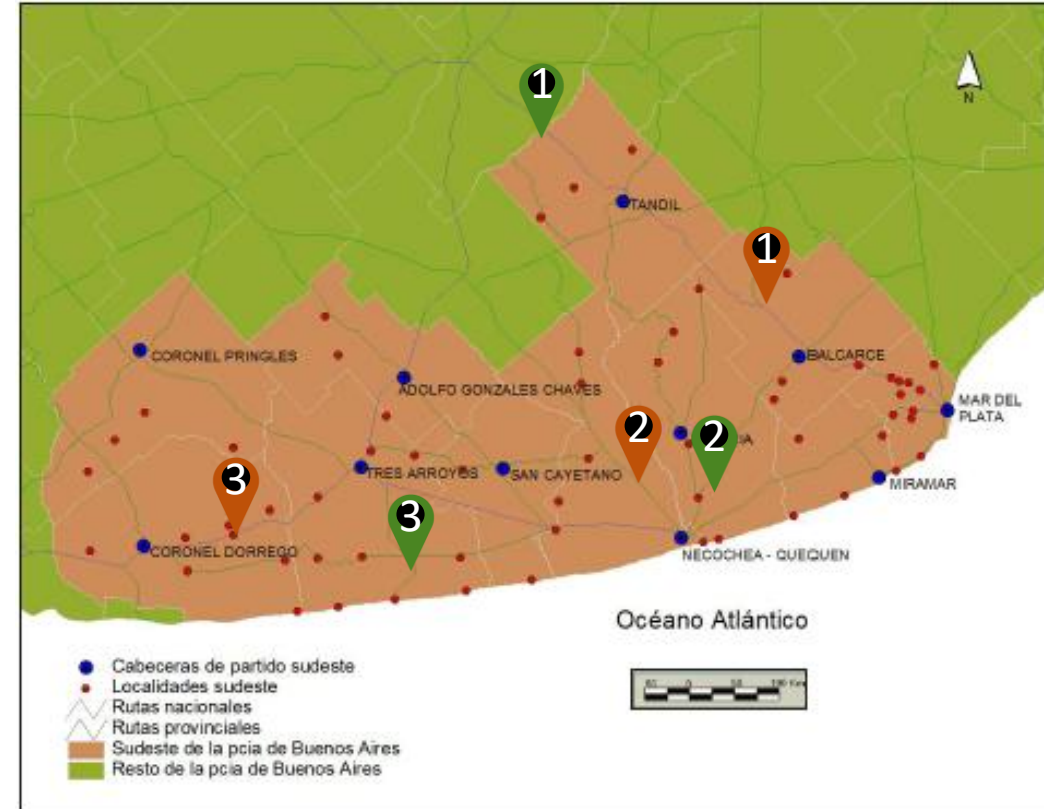 1
N
TANDIL
1
CORONEL PRINGLES
BALCARCE
ADOLFO GONZALES CHAVES
MAR DEL
PLATA
2
2
TRES ARROYOS
SAN CAYETANO
3
MIRAMAR
3
CORONEL DORREGO
NECOCHEA - QUEQUEN
Océano Atlántico
Cabeceras de partido sudeste
Localidades sudeste
Rutas nacionales
Rutas provinciales
Sudeste de la pcia de Buenos Aires
Resto de la pcia de Buenos Aires